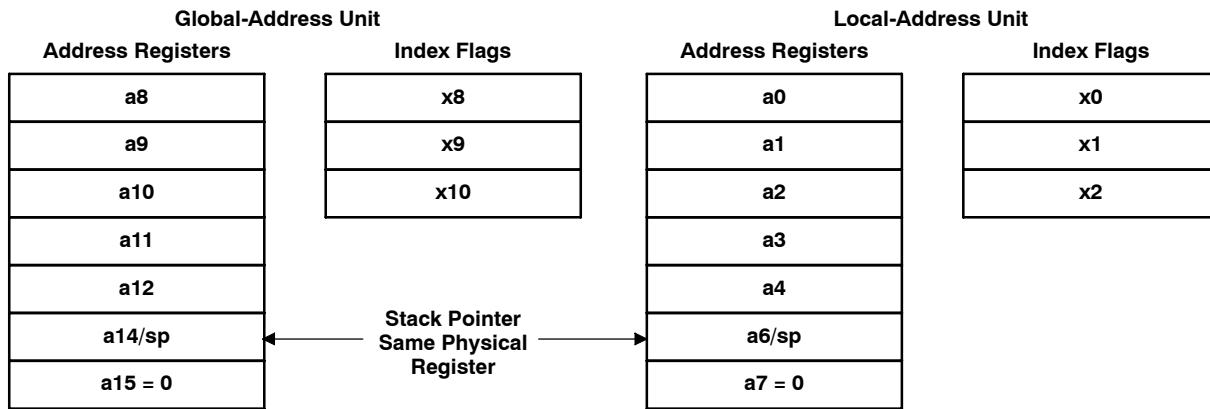 Global-Address Unit
Local-Address Unit
Address Registers
Index Flags
Address Registers
Index Flags
a8
x8
a0
x0
a9
x9
a1
x1
a10
x10
a2
x2
a11
a3
a12
a4
a14/sp
Stack Pointer
Same Physical
Register
a6/sp
a15 = 0
a7 = 0